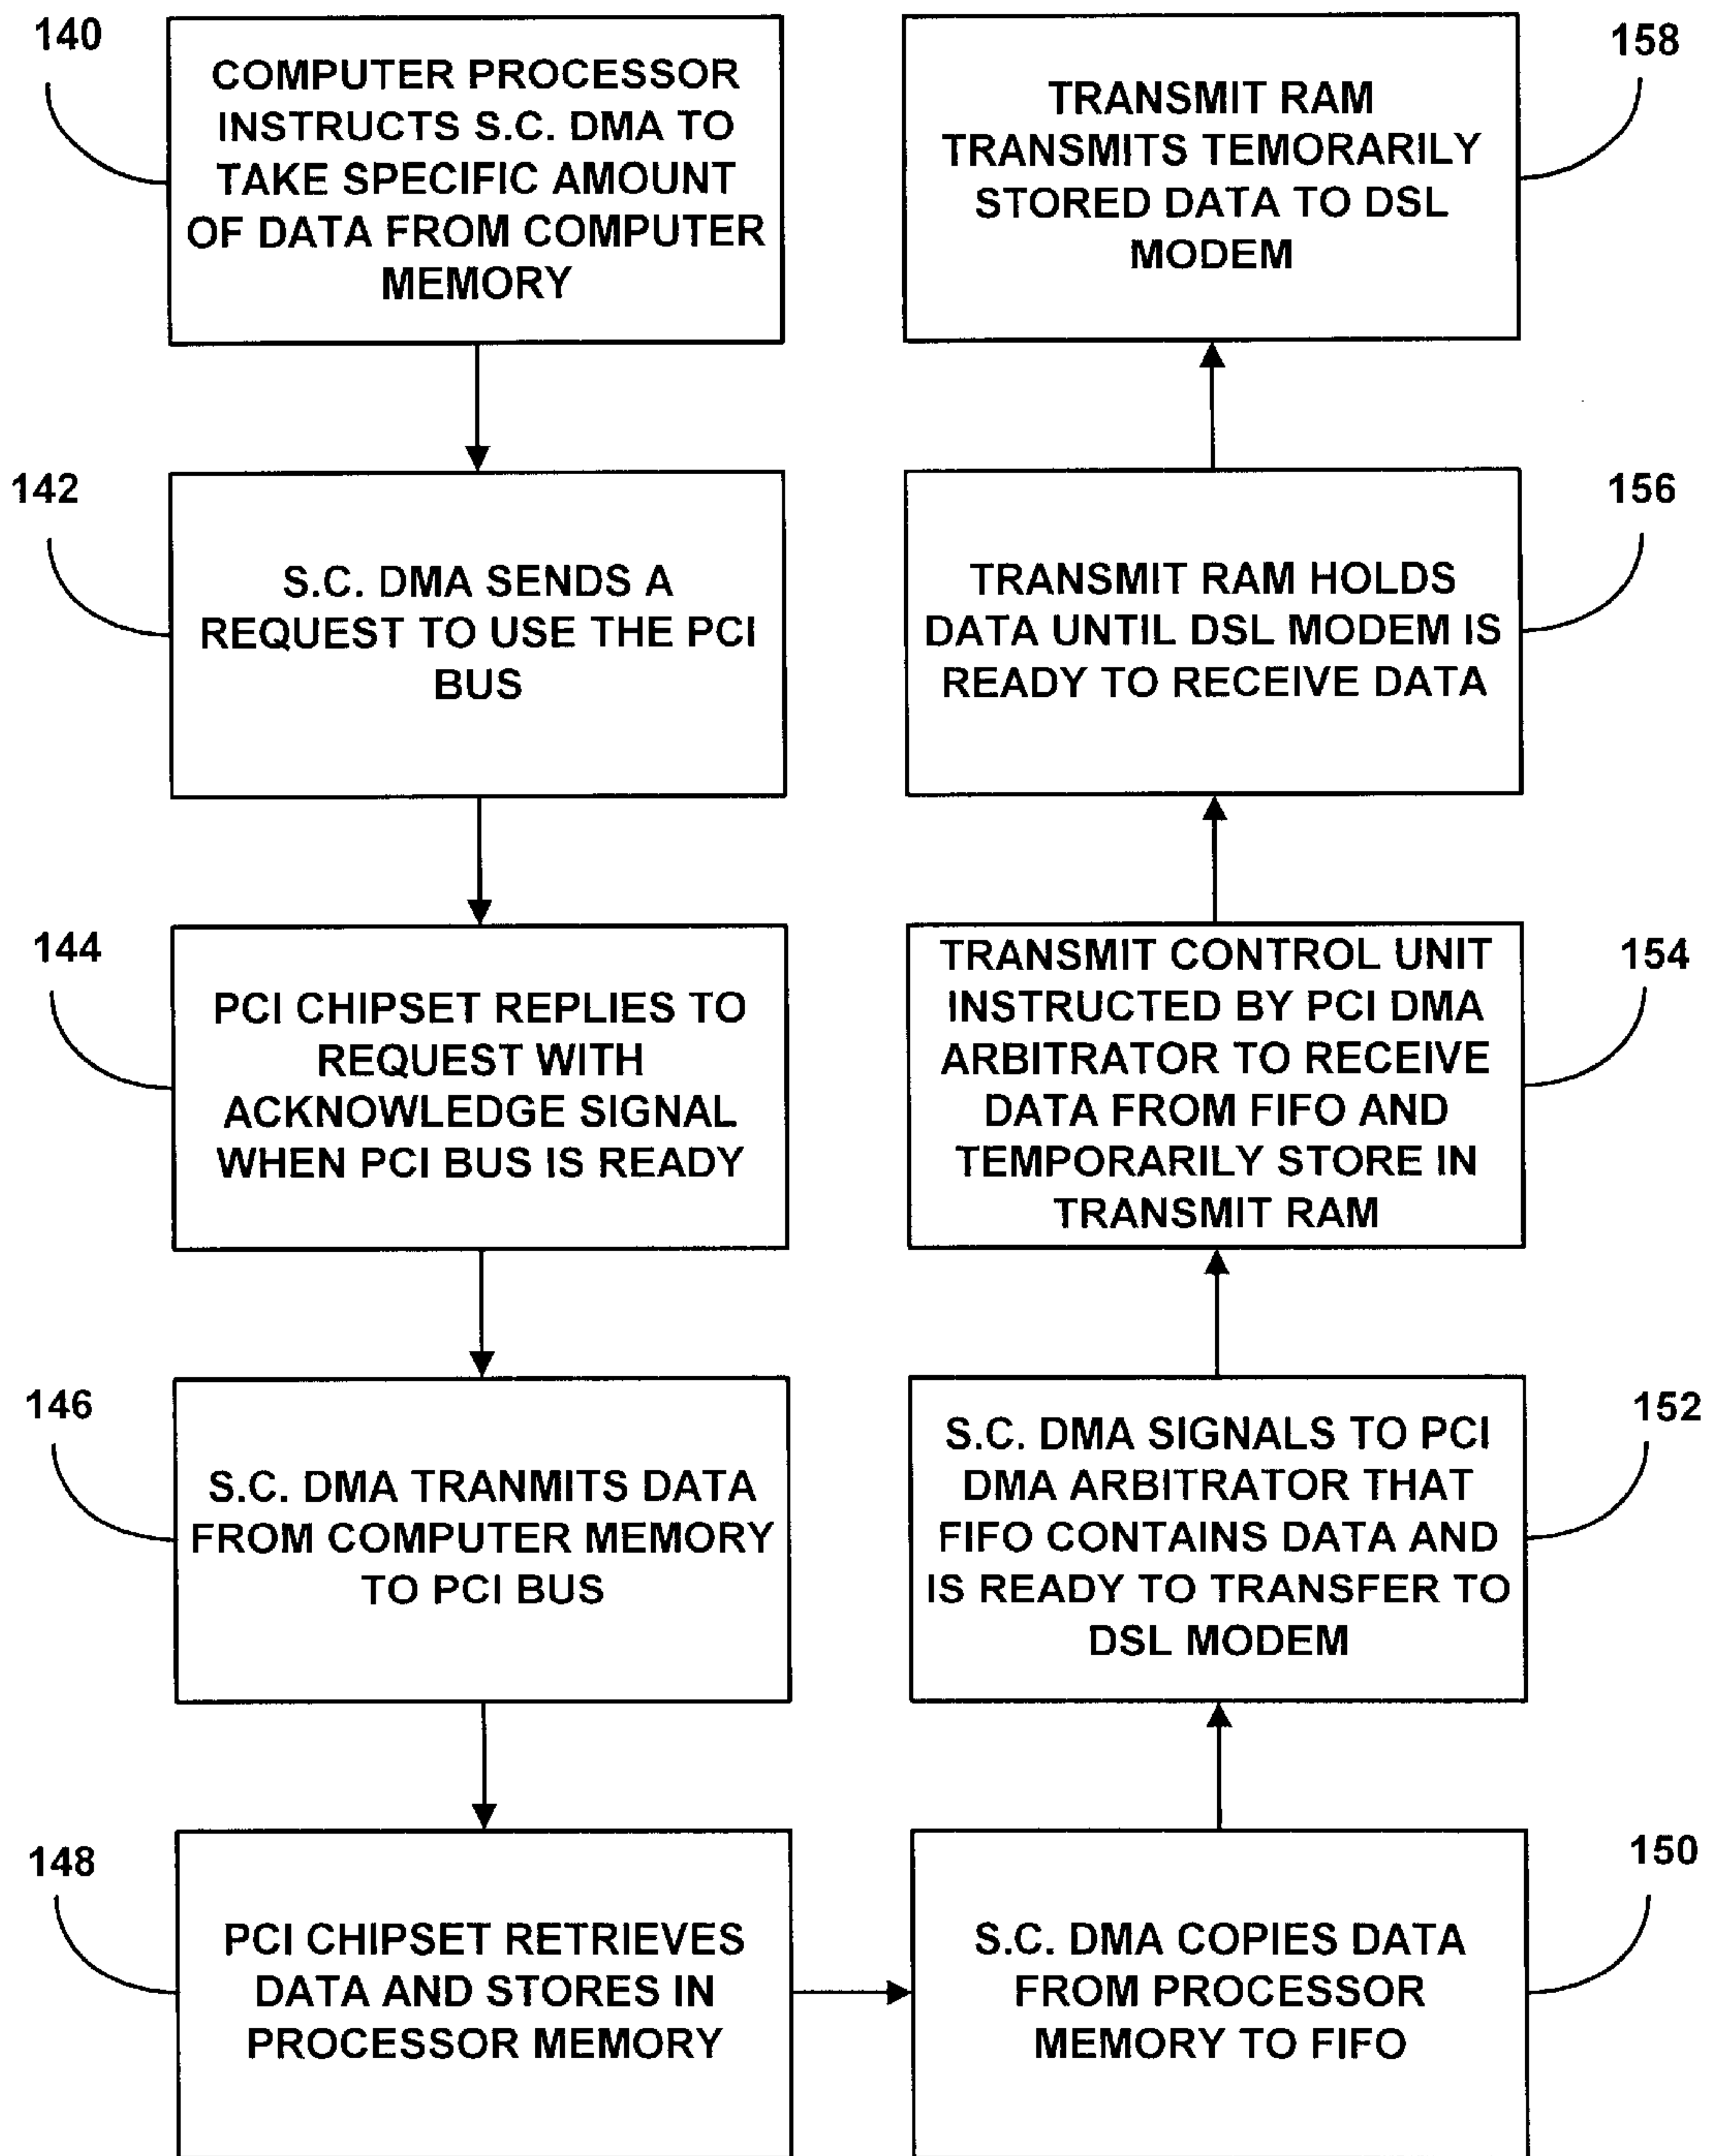 140
COMPUTER PROCESSOR
INSTRUCTS S.C. DMA TO
TAKE SPECIFIC AMOUNT
OF DATA FROM COMPUTER
MEMORY
142
S.C. DMA SENDS A
REQUEST TO USE THE PCI
BUS
144
PCI CHIPSET REPLIES TO
REQUEST WITH
ACKNOWLEDGE SIGNAL
WHEN PCI BUS IS READY
146
S.C. DMA TRANMITS DATA
FROM COMPUTER MEMORY
TO PCI BUS
148
PCI CHIPSET RETRIEVES
DATA AND STORES IN
PROCESSOR MEMORY
150
S.C. DMA COPIES DATA
FROM PROCESSOR
MEMORY TO FIFO
152
S.C. DMA SIGNALS TO PCI
DMA ARBITRATOR THAT
FIFO CONTAINS DATA AND
IS READY TO TRANSFER TO
DSL MODEM
154
TRANSMIT CONTROL UNIT
INSTRUCTED BY PCI DMA
ARBITRATOR TO RECEIVE
DATA FROM FIFO AND
TEMPORARILY STORE IN
TRANSMIT RAM
156
TRANSMIT RAM HOLDS
DATA UNTIL DSL MODEM IS
READY TO RECEIVE DATA
158
TRANSMIT RAM
TRANSMITS TEMORARILY
STORED DATA TO DSL
MODEM